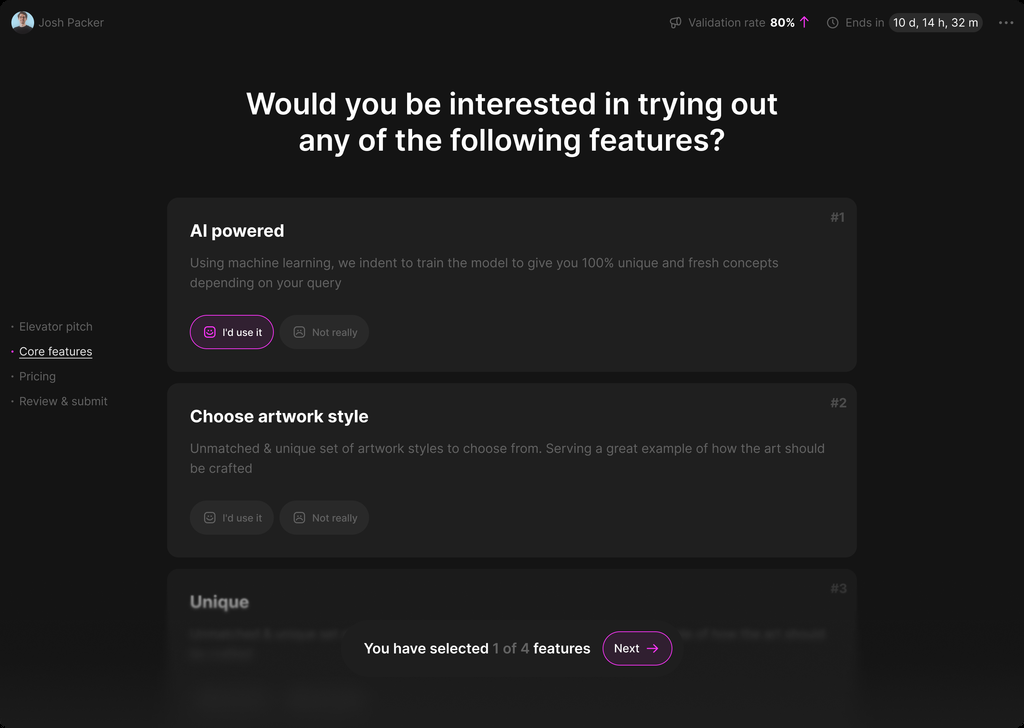 Josh Packer
Validation rate 80%
Ends in 10 d, 14 h, 32 m
Would you be interested in trying out
any of the following features?
Elevator pitch
Core features
Pricing
Review & submit
#1
AI powered
Using machine learning, we indent to train the model to give you 100% unique and fresh concepts
depending on your query
I'd use it
Not really
#2
Choose artwork style
Unmatched & unique set of artwork styles to choose from. Serving a great example of how the art should
be crafted
I'd use it
Not really
#3
Unique
You have selected 1 of 4 features
Next